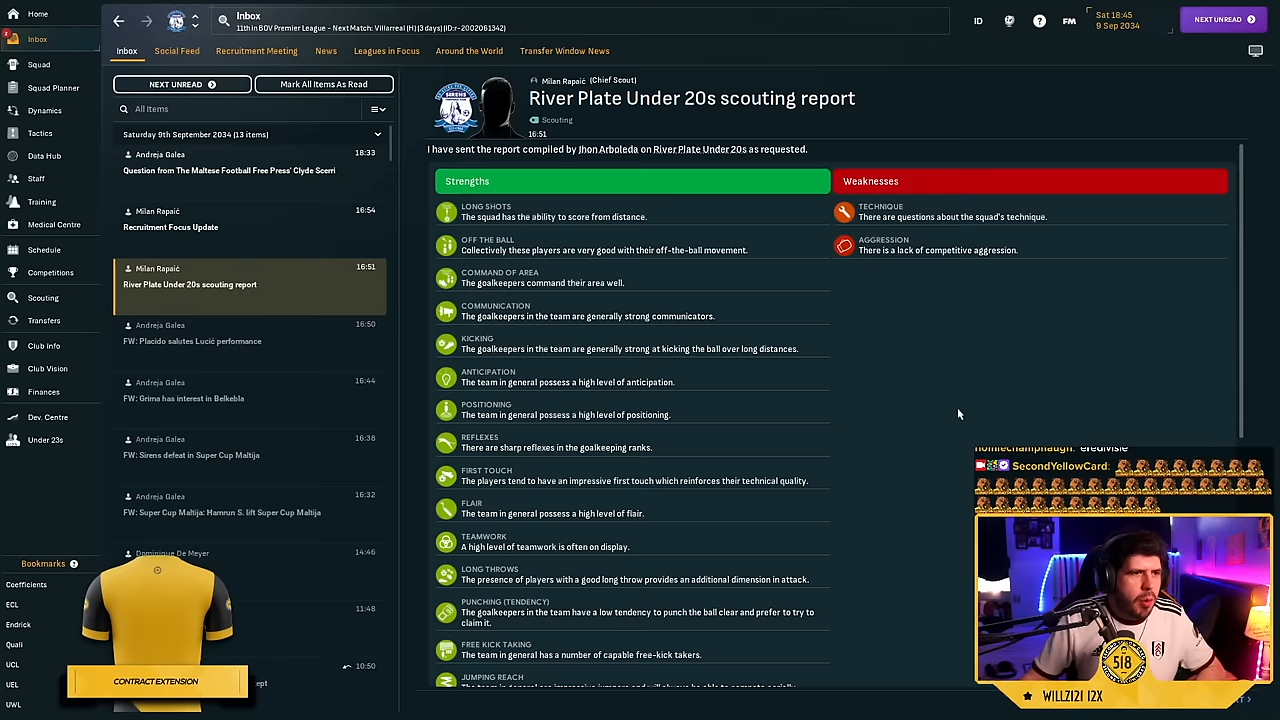 Home
Inbox
Squad
Squad Planner
Dynamics
Tactics
Data Hub
Staff
Training
Medical Centre
Schedule
Competitions
Scouting
Transfers
Club Info
Club Vision
Finances
Dev. Centre
Under 23s
Bookmarks
Coefficients
ECL
Endrick
Quali
UCL
UEL
UWL
Inbox
11th in BOV Premier League - Next Match: Villarreal (H) (3 days) (ID:r-2002061342)
ID
FM
Sat 18:45
9 Sep 2034
NEXT UNREAD
Inbox
Social Feed
Recruitment Meeting
News
Leagues in Focus
Around the World
Transfer Window News
NEXT UNREAD
Mark All Items As Read
All Items
Saturday 9th September 2034 (13 items)
Andreja Galea 18:33
Question from The Maltese Football Free Press' Clyde Scerri
Milan Rapaić 16:54
Recruitment Focus Update
Milan Rapaić 16:51
River Plate Under 20s scouting report
Andreja Galea 16:50
FW: Placido salutes Lucić performance
Andreja Galea 16:44
FW: Grima has interest in Belkebla
Andreja Galea 16:38
FW: Sirens defeat in Super Cup Maltija
Andreja Galea 16:32
FW: Super Cup Maltija: Hamrun S. lift Super Cup Maltija
Dominique De Meyer 14:46
11:48
10:50
CONTRACT EXTENSION
SIRENS
Milan Rapaić (Chief Scout)
River Plate Under 20s scouting report
Scouting
16:51
I have sent the report compiled by Jhon Arboleda on River Plate Under 20s as requested.
Strengths
LONG SHOTS
The squad has the ability to score from distance.
OFF THE BALL
Collectively these players are very good with their off-the-ball movement.
COMMAND OF AREA
The goalkeepers command their area well.
COMMUNICATION
The goalkeepers in the team are generally strong communicators.
KICKING
The goalkeepers in the team are generally strong at kicking the ball over long distances.
ANTICIPATION
The team in general possess a high level of anticipation.
POSITIONING
The team in general possess a high level of positioning.
REFLEXES
There are sharp reflexes in the goalkeeping ranks.
FIRST TOUCH
The players tend to have an impressive first touch which reinforces their technical quality.
FLAIR
The team in general possess a high level of flair.
TEAMWORK
A high level of teamwork is often on display.
LONG THROWS
The presence of players with a good long throw provides an additional dimension in attack.
PUNCHING (TENDENCY)
The goalkeepers in the team have a low tendency to punch the ball clear and prefer to try to
claim it.
FREE KICK TAKING
The team in general has a number of capable free-kick takers.
JUMPING REACH
Weaknesses
TECHNIQUE
There are questions about the squad's technique.
AGGRESSION
There is a lack of competitive aggression.
SecondYellowCard:
518
WILLZ121 12X